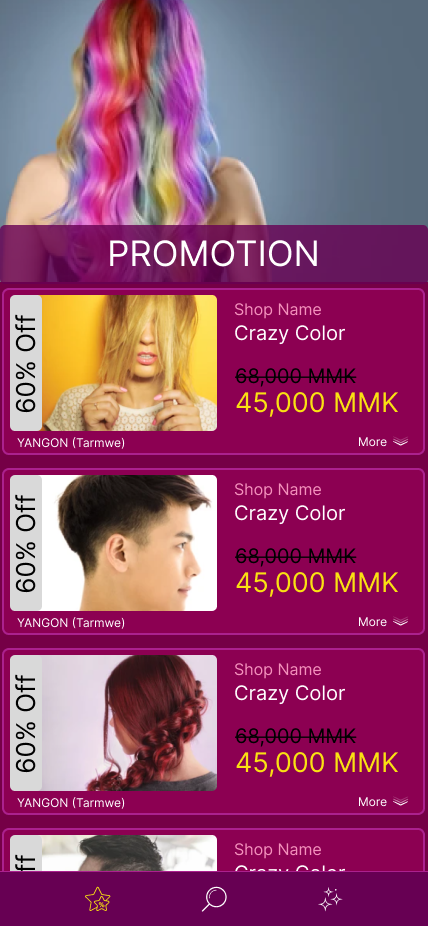 PROMOTION
60% Off
Shop Name
Crazy Color
68,000 MMK
45,000 MMK
YANGON (Tarmwe)
More
60% Off
Shop Name
Crazy Color
68,000 MMK
45,000 MMK
YANGON (Tarmwe)
More
60% Off
Shop Name
Crazy Color
68,000 MMK
45,000 MMK
YANGON (Tarmwe)
More
Shop Name
Crazy Color